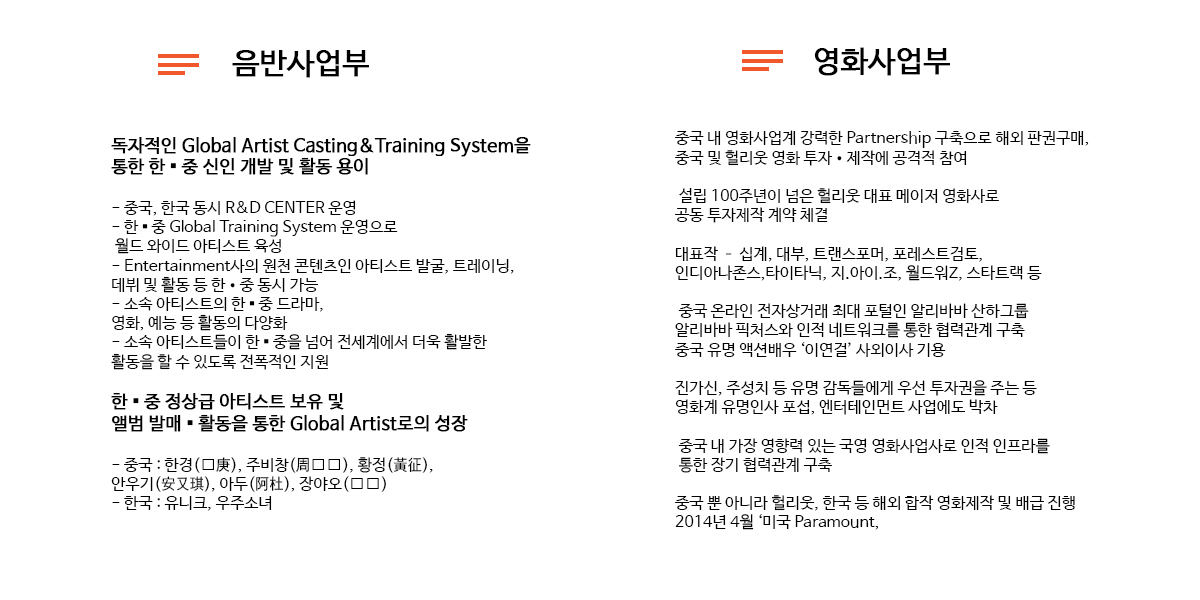 음반사업부
독자적인 Global Artist Casting&Training System을
통한 한▪중 신인 개발 및 활동 용이
- 중국, 한국 동시 R&D CENTER 운영
- 한▪중 Global Training System 운영으로
월드 와이드 아티스트 육성
- Entertainment사의 원천 콘텐츠인 아티스트 발굴, 트레이닝,
데뷔 및 활동 등 한•중 동시 가능
- 소속 아티스트의 한▪중 드라마,
영화, 예능 등 활동의 다양화
- 소속 아티스트들이 한▪중을 넘어 전세계에서 더욱 활발한
활동을 할 수 있도록 전폭적인 지원
한▪중 정상급 아티스트 보유 및
앨범 발매▪활동을 통한 Global Artist로의 성장
- 중국 : 한경(□庚), 주비창(周□□), 황정(黃征),
안우기(安又琪), 아두(阿杜), 장야오(□□)
- 한국 : 유니크, 우주소녀
영화사업부
중국 내 영화사업계 강력한 Partnership 구축으로 해외 판권구매,
중국 및 헐리웃 영화 투자•제작에 공격적 참여
설립 100주년이 넘은 헐리웃 대표 메이저 영화사로
공동 투자제작 계약 체결
대표작 – 십계, 대부, 트랜스포머, 포레스트검토,
인디아나존스,타이타닉, 지.아이.조, 월드워Z, 스타트랙 등
중국 온라인 전자상거래 최대 포털인 알리바바 산하그룹
알리바바 픽처스와 인적 네트워크를 통한 협력관계 구축
중국 유명 액션배우 ‘이연걸’ 사외이사 기용
진가신, 주성치 등 유명 감독들에게 우선 투자권을 주는 등
영화계 유명인사 포섭, 엔터테인먼트 사업에도 박차
중국 내 가장 영향력 있는 국영 영화사업사로 인적 인프라를
통한 장기 협력관계 구축
중국 뿐 아니라 헐리웃, 한국 등 해외 합작 영화제작 및 배급 진행
2014년 4월 ‘미국 Paramount,